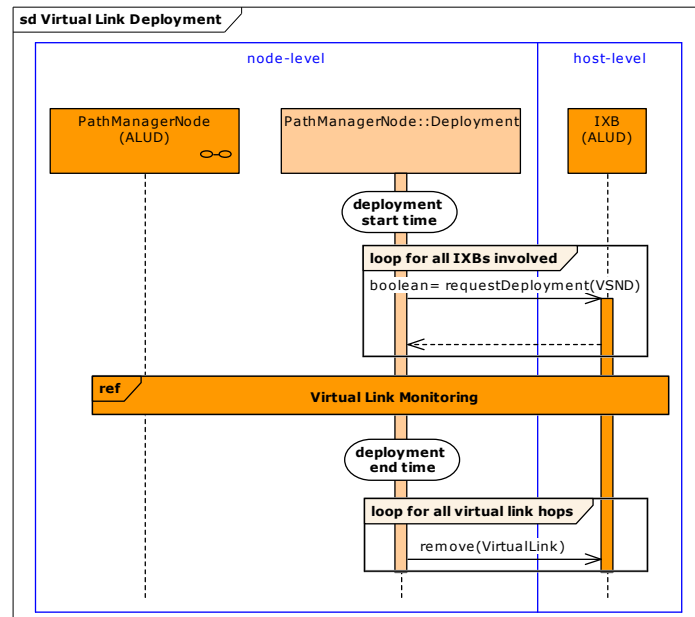 sd Virtual Link Deployment
node-level
host-level
PathManagerNode
(ALUD)
PathManagerNode::Deployment
IXB
(ALUD)
deployment
start time
loop for all IXBs involved
boolean= requestDeployment(VSND)
ref
Virtual Link Monitoring
deployment
end time
loop for all virtual link hops
remove(VirtualLink)